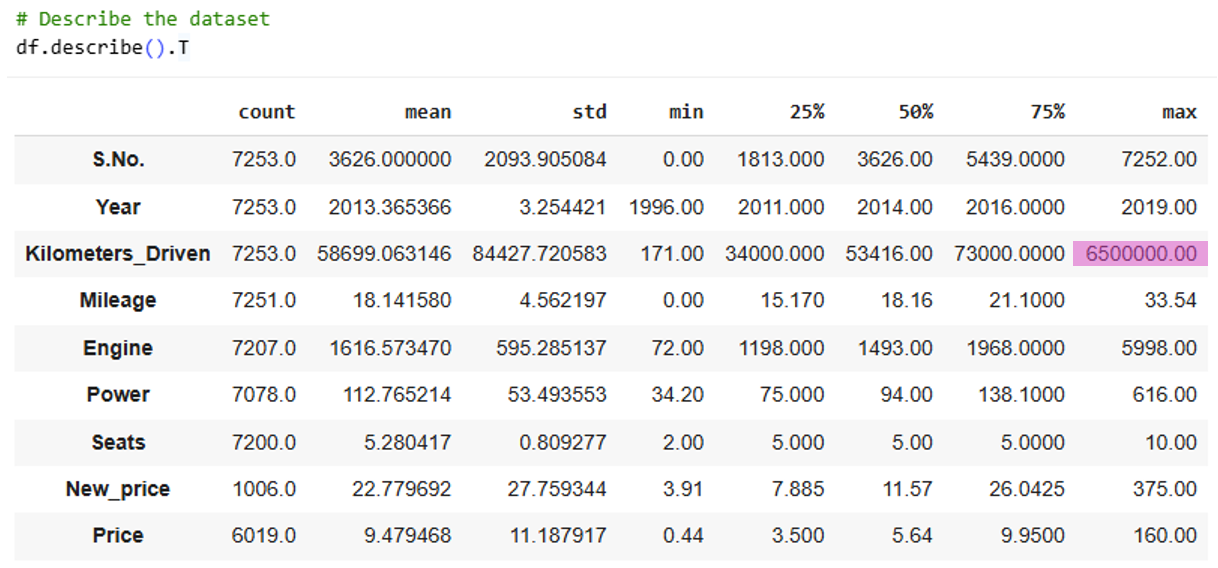 # Describe the dataset
df.describe().T
count mean std min 25% 50% 75% max
S.No. 7253.0 3626.000000 2093.905084 0.00 1813.000 3626.00 5439.0000 7252.00
Year 7253.0 2013.365366 3.254421 1996.00 2011.000 2014.00 2016.0000 2019.00
Kilometers_Driven 7253.0 58699.063146 84427.720583 171.00 34000.000 53416.00 73000.0000 6500000.00
Mileage 7251.0 18.141580 4.562197 0.00 15.170 18.16 21.1000 33.54
Engine 7207.0 1616.573470 595.285137 72.00 1198.000 1493.00 1968.0000 5998.00
Power 7078.0 112.765214 53.493553 34.20 75.000 94.00 138.1000 616.00
Seats 7200.0 5.280417 0.809277 2.00 5.000 5.00 5.0000 10.00
New_price 1006.0 22.779692 27.759344 3.91 7.885 11.57 26.0425 375.00
Price 6019.0 9.479468 11.187917 0.44 3.500 5.64 9.9500 160.00